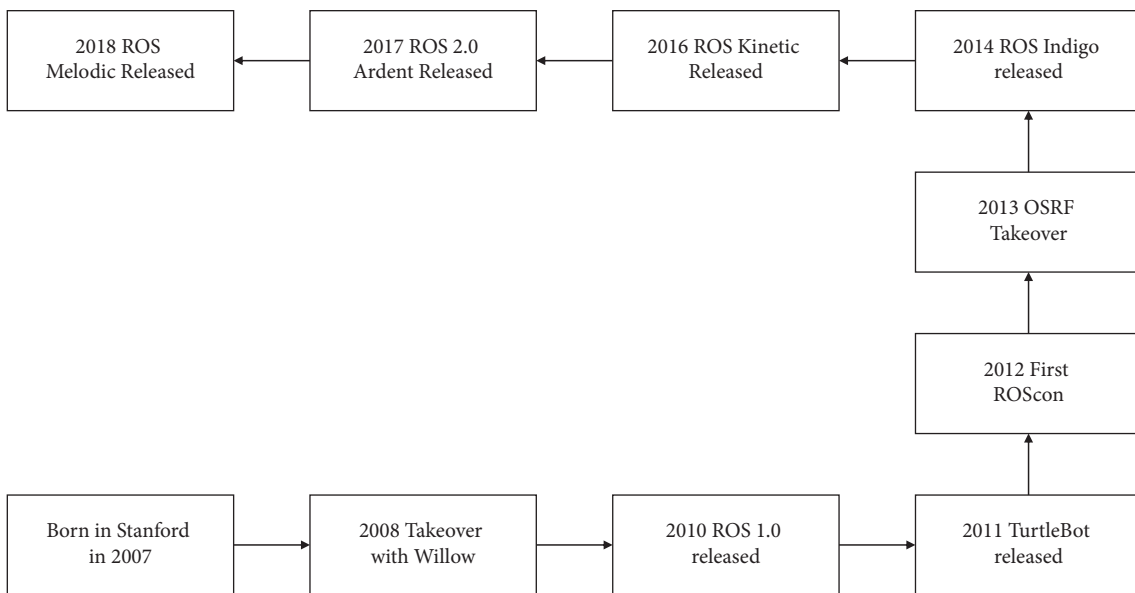 2018 ROS
Melodic Released
2017 ROS 2.0
Ardent Released
2016 ROS Kinetic
Released
2014 ROS Indigo
released
2013 OSRF
Takeover
2012 First
ROScon
Born in Stanford
in 2007
2008 Takeover
with Willow
2010 ROS 1.0
released
2011 TurtleBot
released